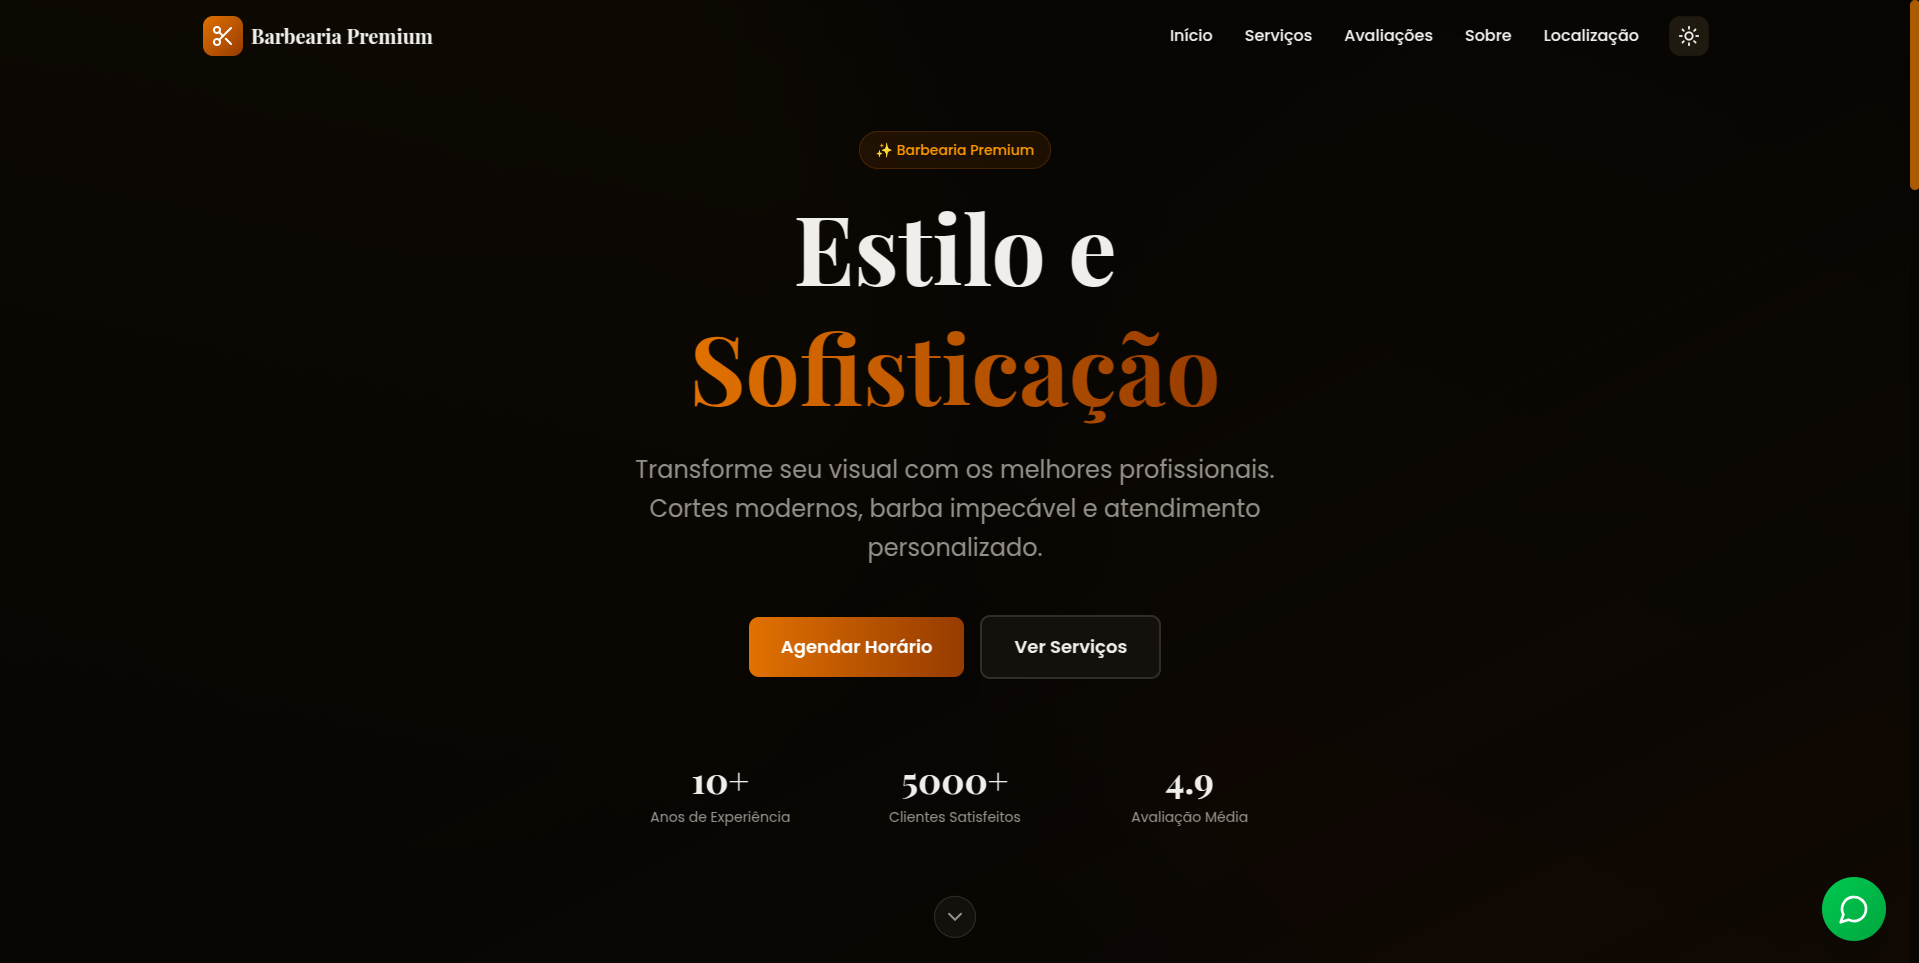 Barbearia Premium
Início Serviços Avaliações Sobre Localização
✨ Barbearia Premium
Estilo e
Sofisticação
Transforme seu visual com os melhores profissionais.
Cortes modernos, barba impecável e atendimento
personalizado.
Agendar Horário Ver Serviços
10+ 5000+ 4.9
Anos de Experiência Clientes Satisfeitos Avaliação Média